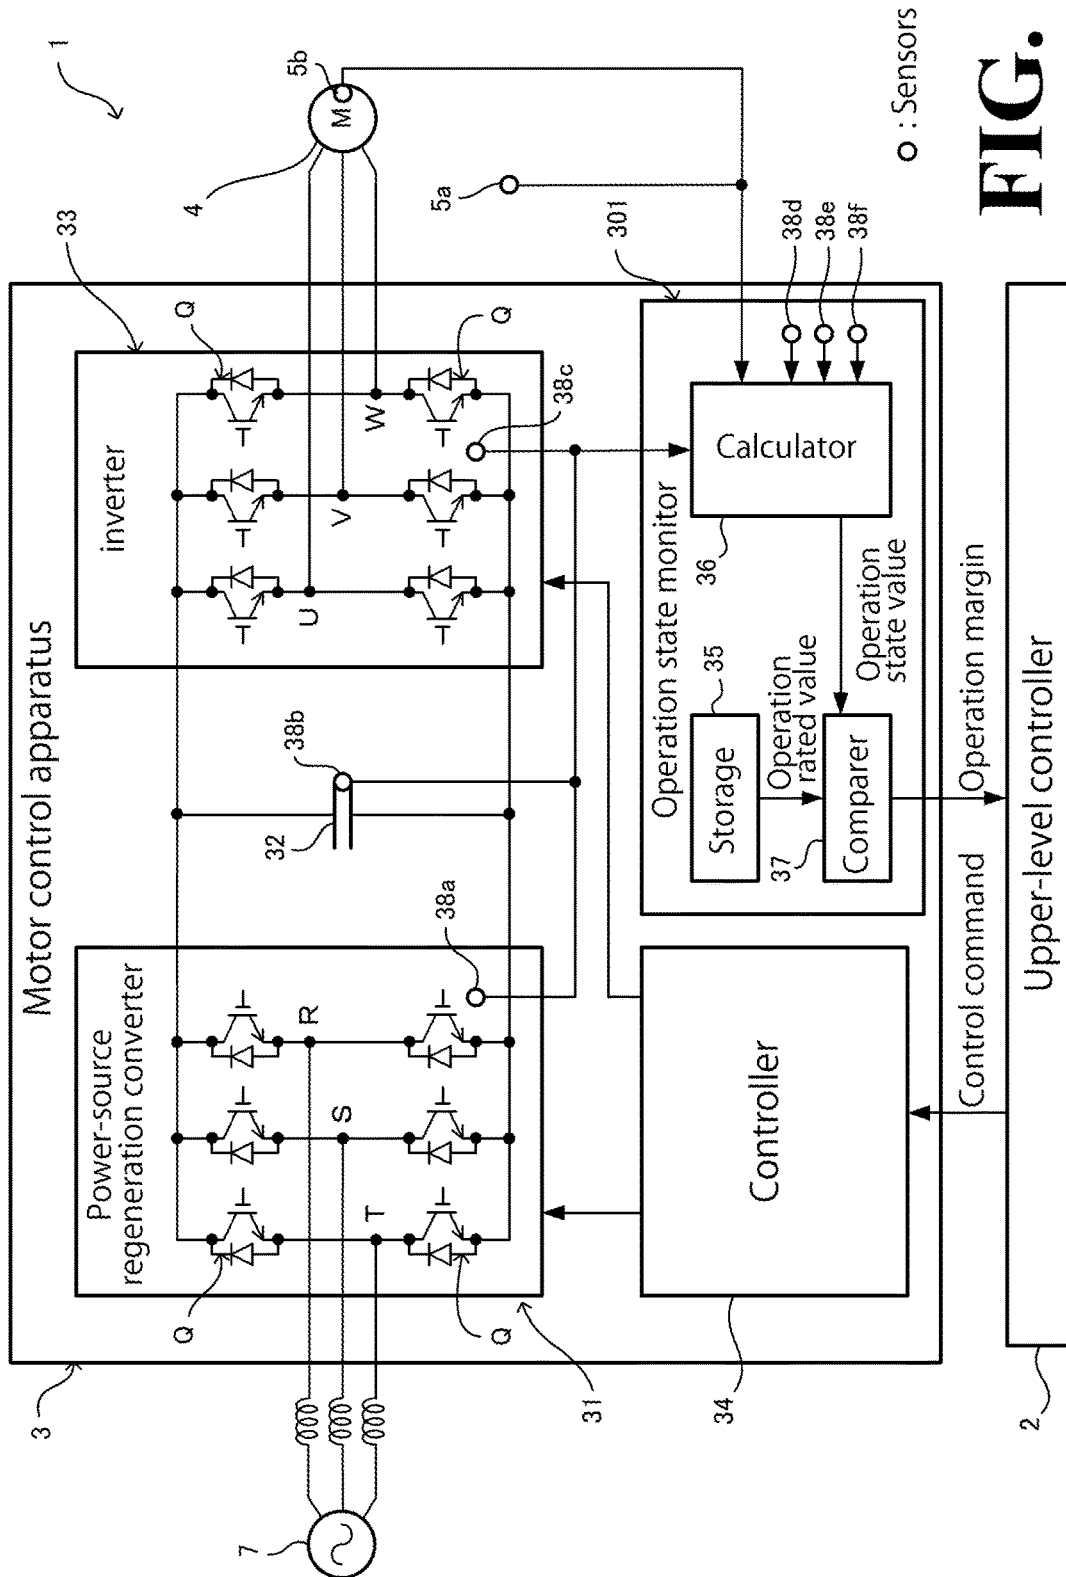 1
Motor control apparatus
3
Power-source
regeneration converter
Q
Q
R
S
T
31
38a
32
38b
inverter
33
Q
Q
U
V
W
38c
4
M
5b
5a
7
Controller
34
Operation state monitor
301
Storage
35
Operation
rated value
Comparer
37
Calculator
36
Operation
state value
38d
38e
38f
Control command
Operation margin
Upper-level controller
2
: Sensors
FIG.